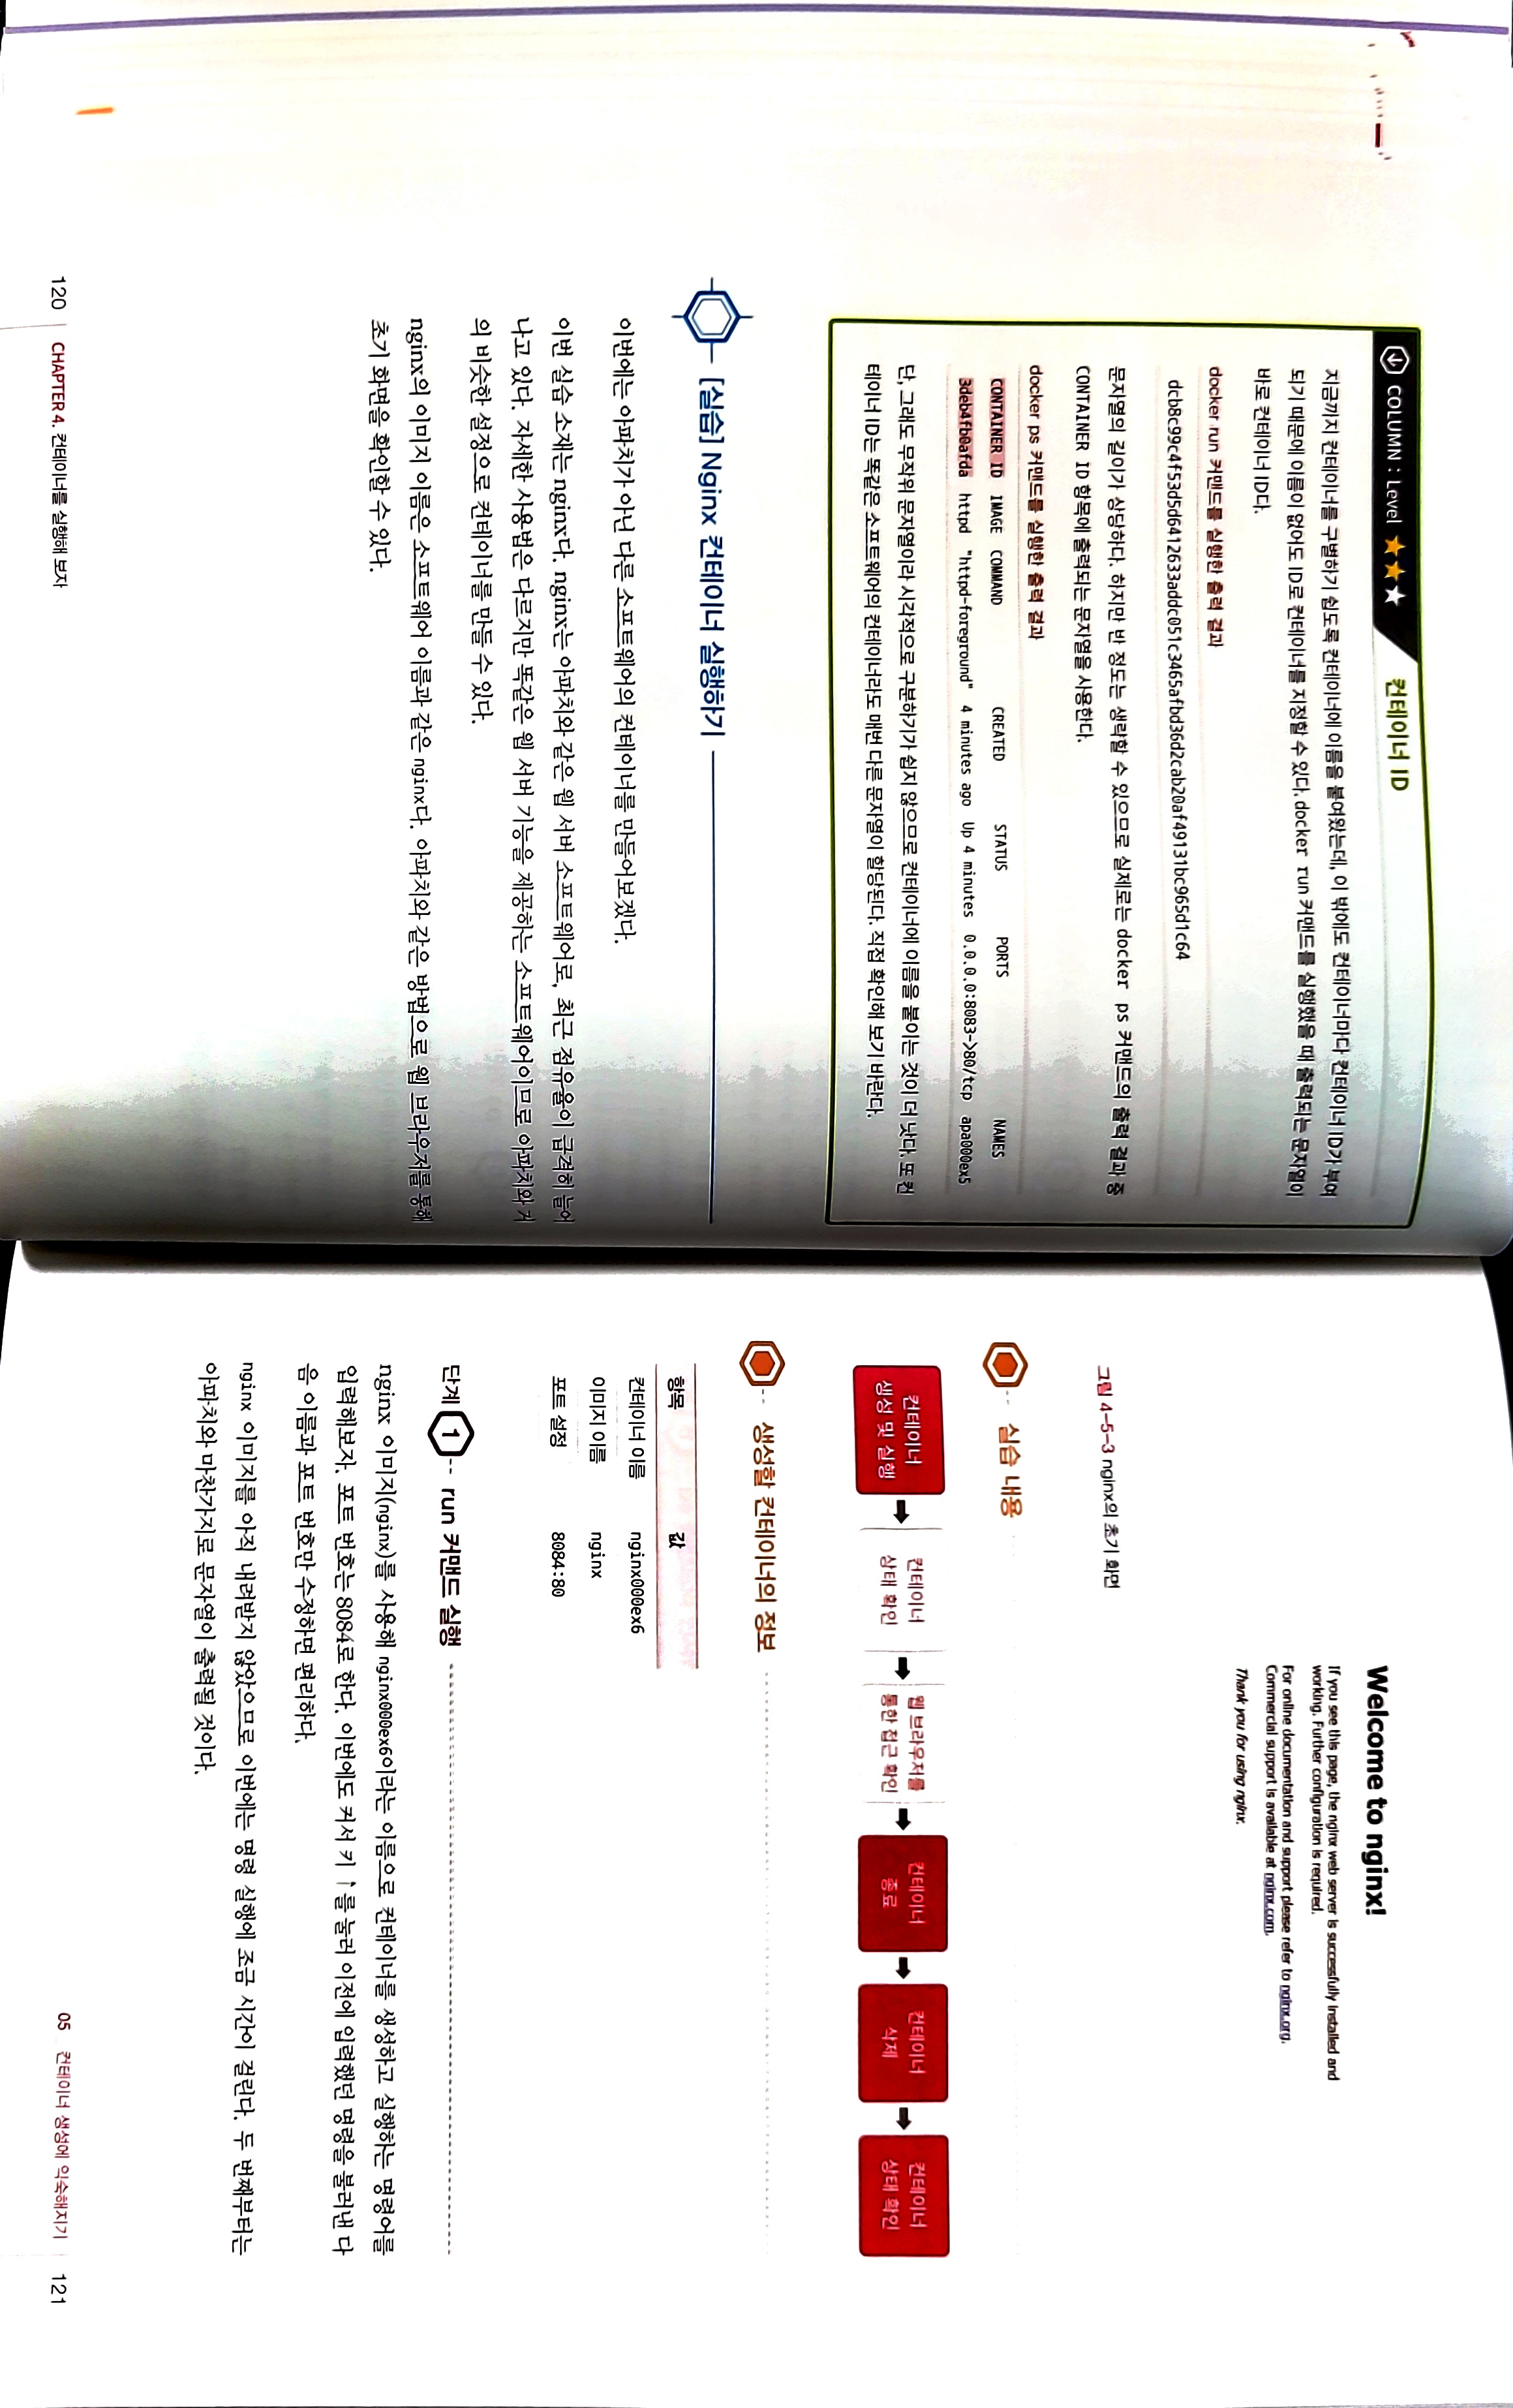 COLUMN : Level ★★★ 컨테이너 ID
지금까지 컨테이너를 구별하기 쉽도록 컨테이너에 이름을 붙여왔는데, 이 밖에도 컨테이너마다 컨테이너 ID가 부여
되기 때문에 이름이 없어도 ID로 컨테이너를 지정할 수 있다. docker run 커맨드를 실행했을 때 출력되는 문자열이
바로 컨테이너 ID다.
docker run 커맨드를 실행한 출력 결과
dcb8c99c4f53d5d6412633addc051c3465afbd36d2cab20af49131bc965d1c64
문자열의 길이가 상당하다. 하지만 반 정도는 생략할 수 있으므로 실제로는 docker ps 커맨드의 출력 결과 중
CONTAINER ID 항목에 출력되는 문자열을 사용한다.
docker ps 커맨드를 실행한 출력 결과
CONTAINER ID IMAGE COMMAND CREATED STATUS PORTS NAMES
3deb4fb0afda httpd "httpd-foreground" 4 minutes ago Up 4 minutes 0.0.0.0:8083->80/tcp apa000ex5
단, 그래도 무작위 문자열이라 시각적으로 구분하기가 쉽지 않으므로 컨테이너에 이름을 붙이는 것이 더 낫다. 또 컨
테이너 ID는 똑같은 소프트웨어의 컨테이너라도 매번 다른 문자열이 할당된다. 직접 확인해 보기 바란다.
[실습] Nginx 컨테이너 실행하기
이번에는 아파치가 아닌 다른 소프트웨어의 컨테이너를 만들어보겠다.
이번 실습 소재는 nginx다. nginx는 아파치와 같은 웹 서버 소프트웨어로, 최근 점유율이 급격히 늘어
나고 있다. 자세한 사용법은 다르지만 똑같은 웹 서버 기능을 제공하는 소프트웨어이므로 아파치와 거
의 비슷한 설정으로 컨테이너를 만들 수 있다.
nginx의 이미지 이름은 소프트웨어 이름과 같은 nginx다. 아파치와 같은 방법으로 웹 브라우저를 통해
초기 화면을 확인할 수 있다.
120 CHAPTER 4. 컨테이너를 실행해 보자
Welcome to nginx!
If you see this page, the nginx web server is successfully installed and
working. Further configuration is required.
For online documentation and support please refer to nginx.org.
Commercial support is available at nginx.com.
Thank you for using nginx.
그림 4-5-3 nginx의 초기 화면
실습 내용
컨테이너
생성 및 실행
컨테이너
상태 확인
웹 브라우저를
통한 접근 확인
컨테이너
종료
컨테이너
삭제
컨테이너
상태 확인
생성할 컨테이너의 정보
항목 값
컨테이너 이름 nginx000ex6
이미지 이름 nginx
포트 설정 8084:80
단계 1 run 커맨드 실행
nginx 이미지(nginx)를 사용해 nginx000ex6이라는 이름으로 컨테이너를 생성하고 실행하는 명령어를
입력해보자. 포트 번호는 8084로 한다. 이번에도 커서 키 ↑를 눌러 이전에 입력했던 명령을 불러낸 다
음 이름과 포트 번호만 수정하면 편리하다.
nginx 이미지를 아직 내려받지 않았으므로 이번에는 명령 실행에 조금 시간이 걸린다. 두 번째부터는
아파치와 마찬가지로 문자열이 출력될 것이다.
05 컨테이너 생성에 익숙해지기 121